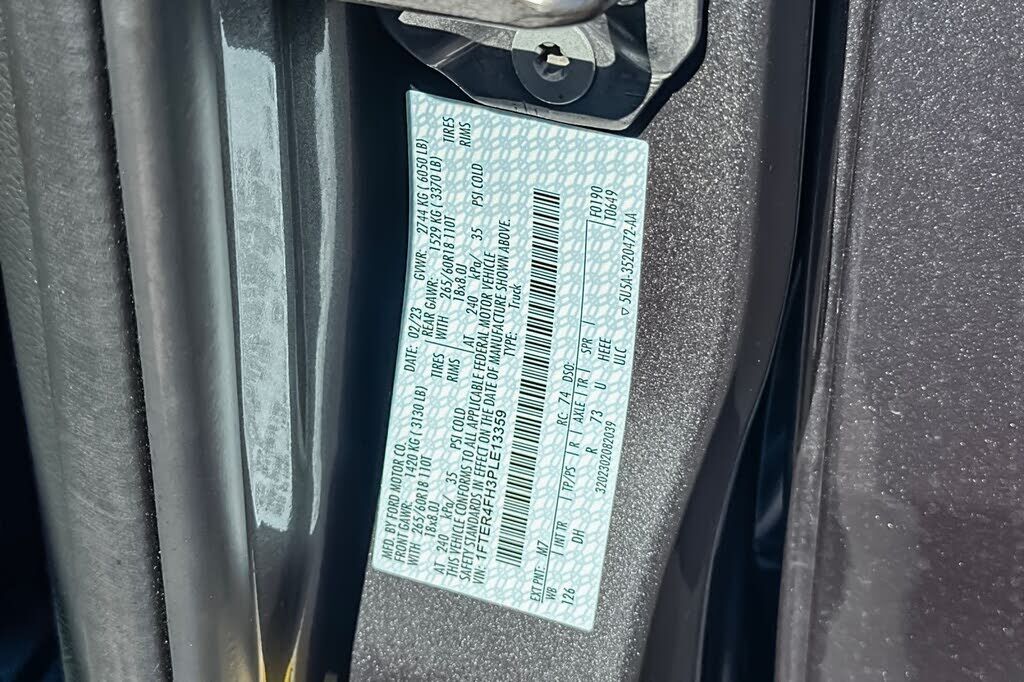 MFD. BY FORD MOTOR CO.
DATE: 02/23 GVWR: 2744 KG ( 6050 LB)
FRONT GAWR: 1420 KG ( 3130 LB) REAR GAWR: 1529 KG ( 3370 LB)
WITH 265/60R18 110T TIRES WITH 265/60R18 110T TIRES
18x8.0J RIMS 18x8.0J RIMS
AT 240 kPa/ 35 PSI COLD AT 240 kPa/ 35 PSI COLD
THIS VEHICLE CONFORMS TO ALL APPLICABLE FEDERAL MOTOR VEHICLE
SAFETY STANDARDS IN EFFECT ON THE DATE OF MANUFACTURE SHOWN ABOVE.
VIN: 1FTER4FH3PLE13359 TYPE: Truck
EXT PNT: M7 RC: 74 DSO: F0190
WB INT TR TP/PS R AXLE TR SPR T0649
126 DH R 73 U HEEE
ULC
3202302082039 5U5A-3520472-AA